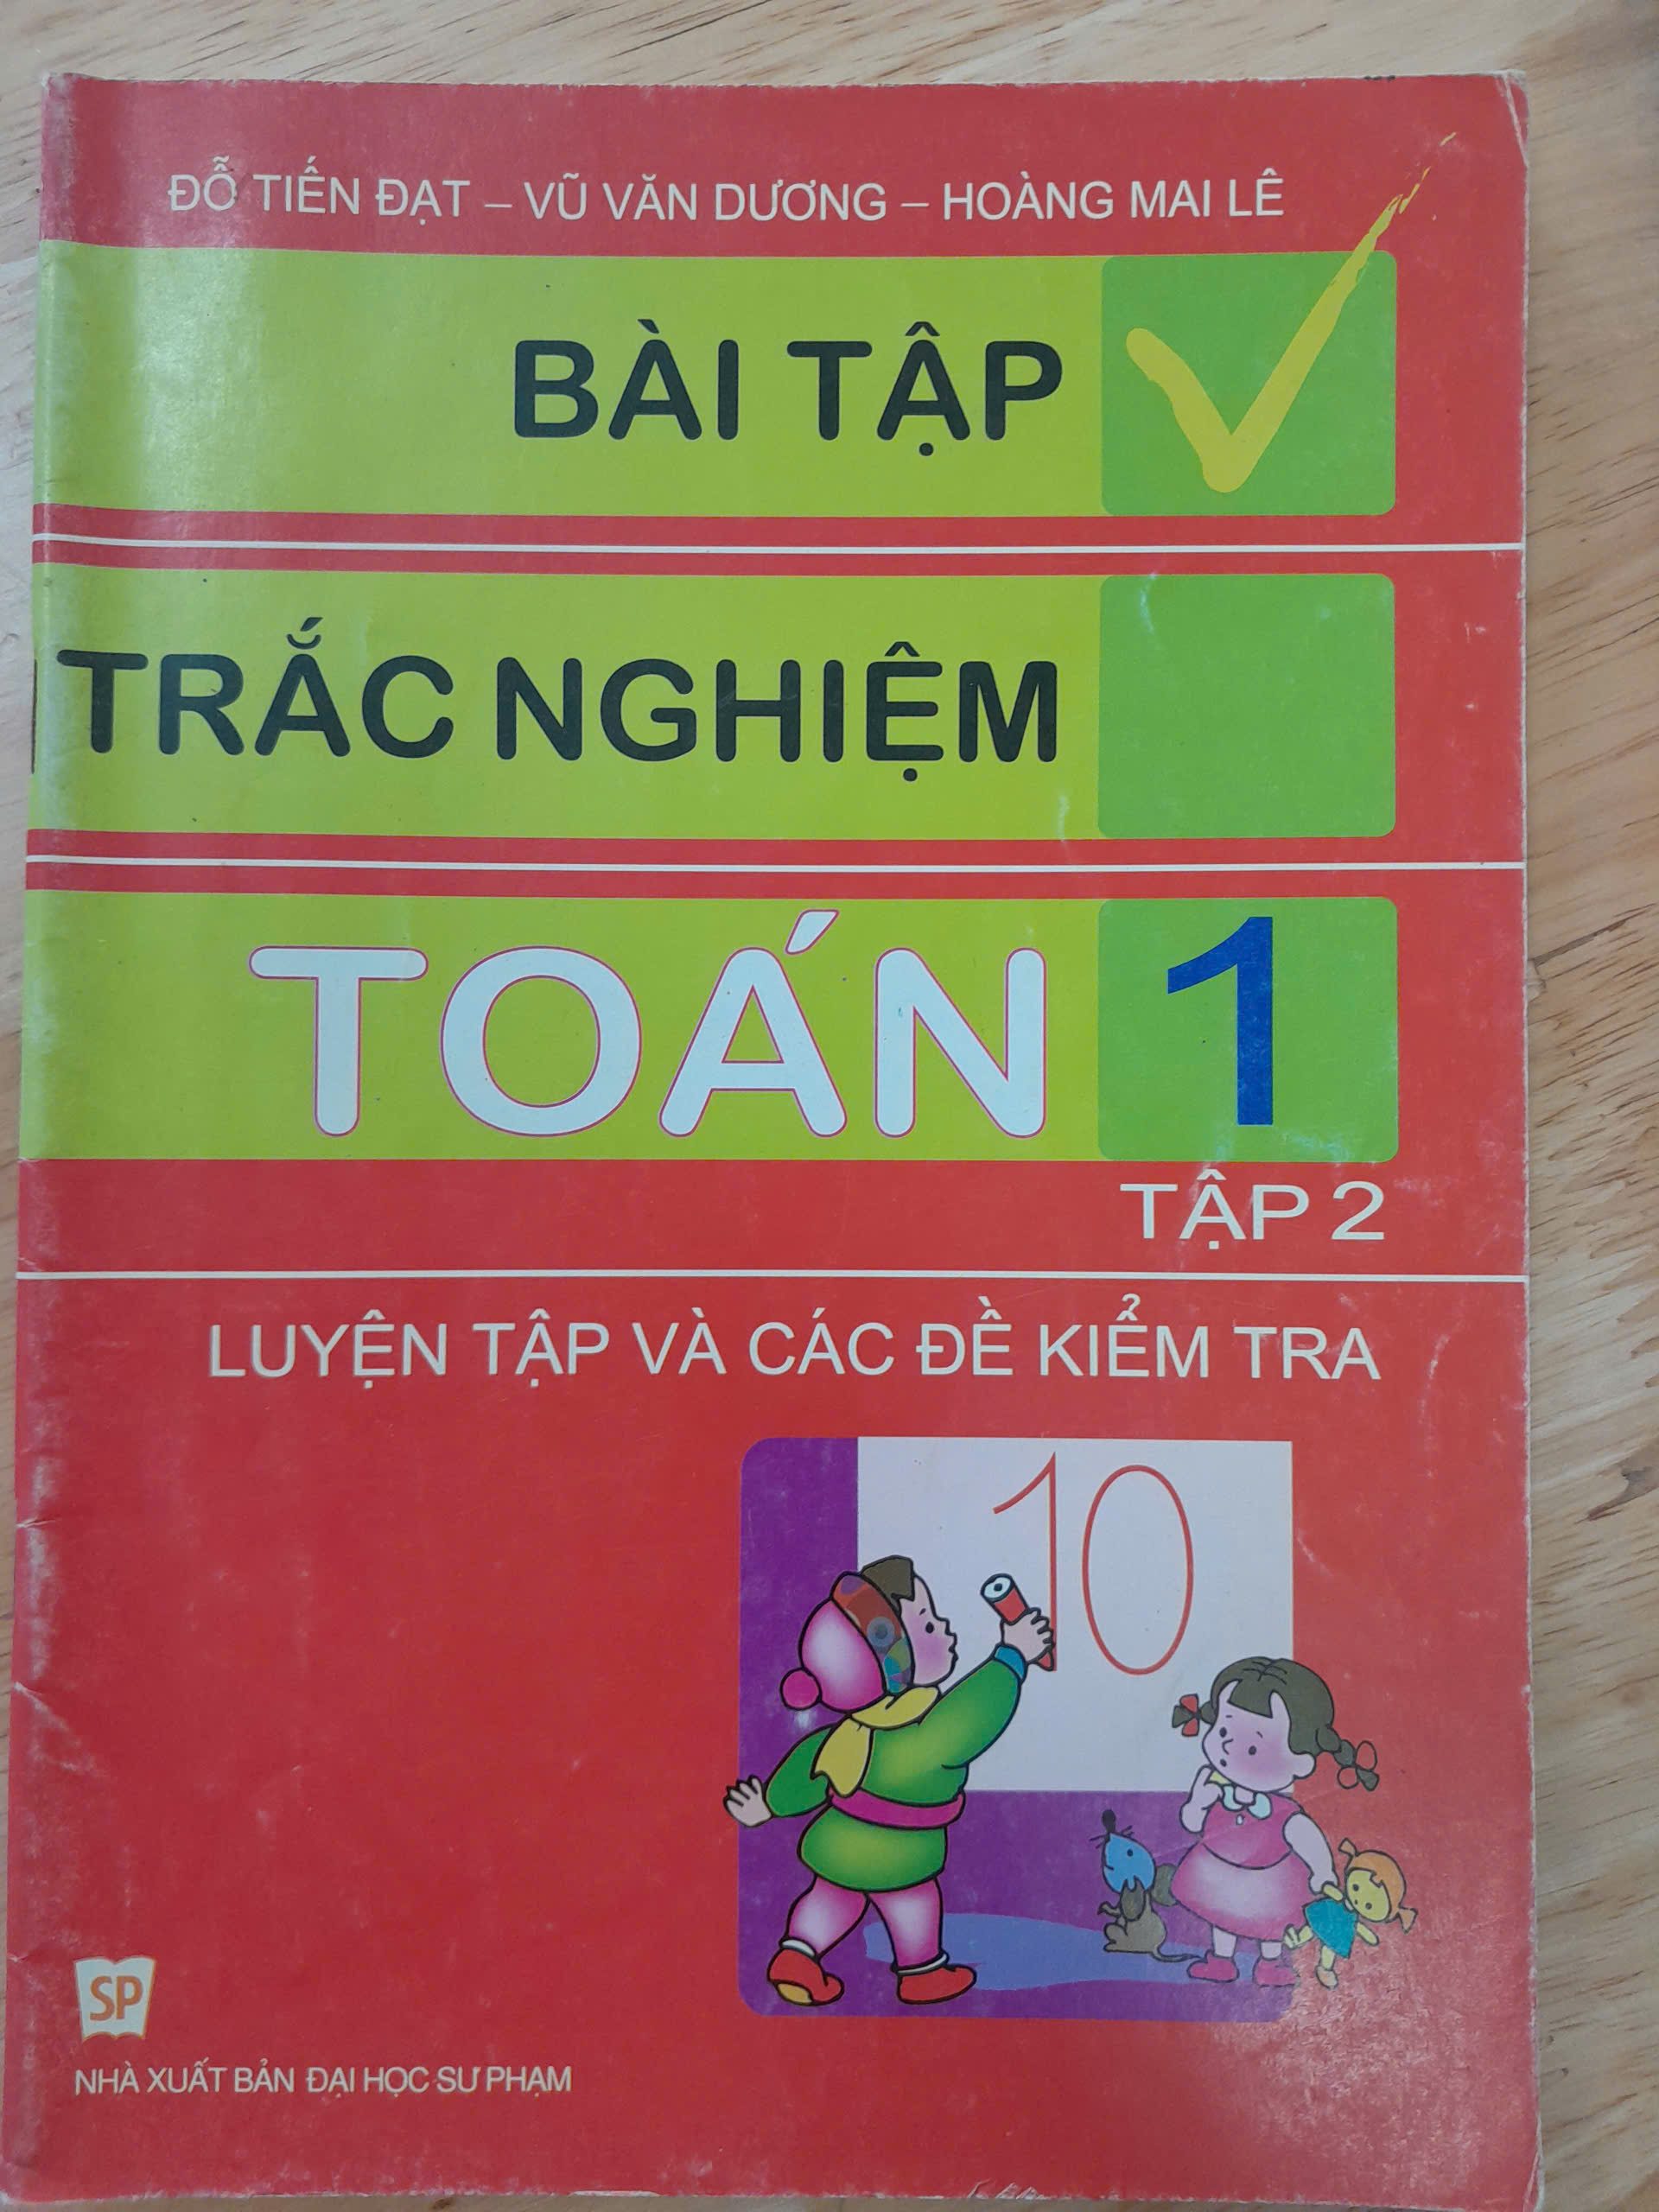 ĐỖ TIẾN ĐẠT – VŨ VĂN DƯƠNG – HOÀNG MAI LÊ
BÀI TẬP
TRẮC NGHIỆM
TOÁN 1
TẬP 2
LUYỆN TẬP VÀ CÁC ĐỀ KIỂM TRA
10
SP
NHÀ XUẤT BẢN ĐẠI HỌC SƯ PHẠM